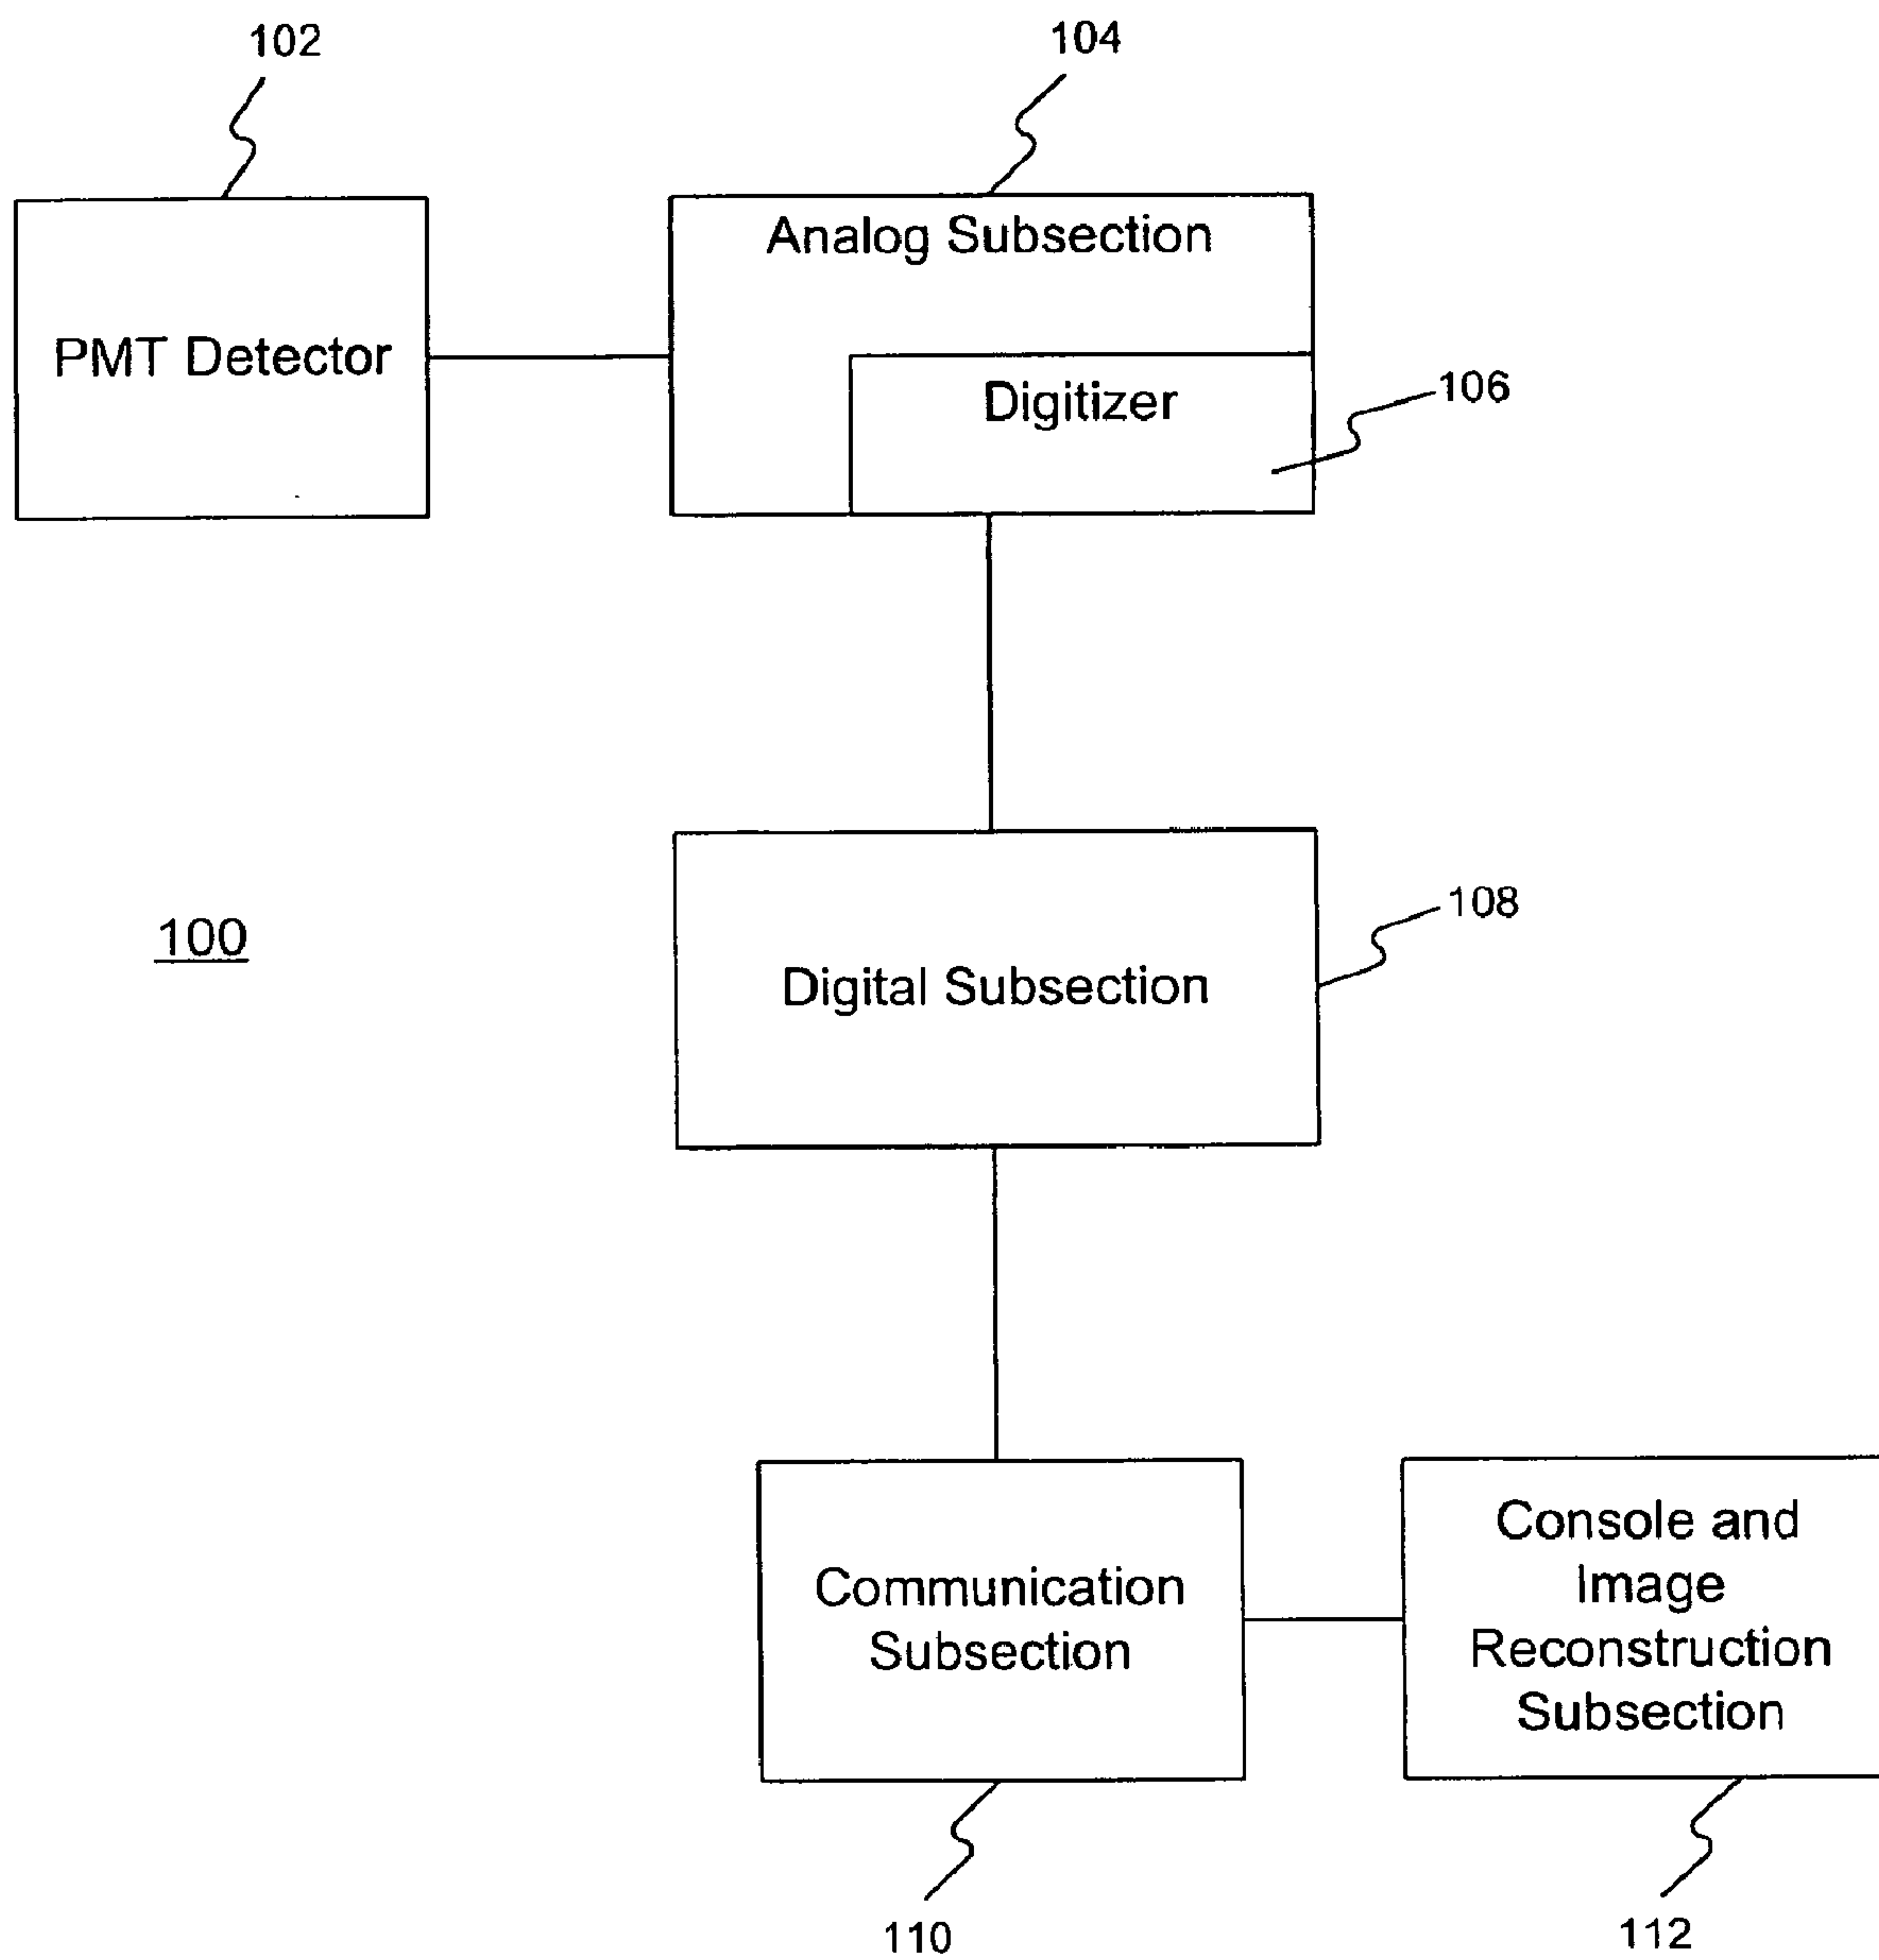 102
104
PMT Detector
Analog Subsection
Digitizer
106
100
Digital Subsection
108
Communication
Subsection
Console and
Image
Reconstruction
Subsection
110
112